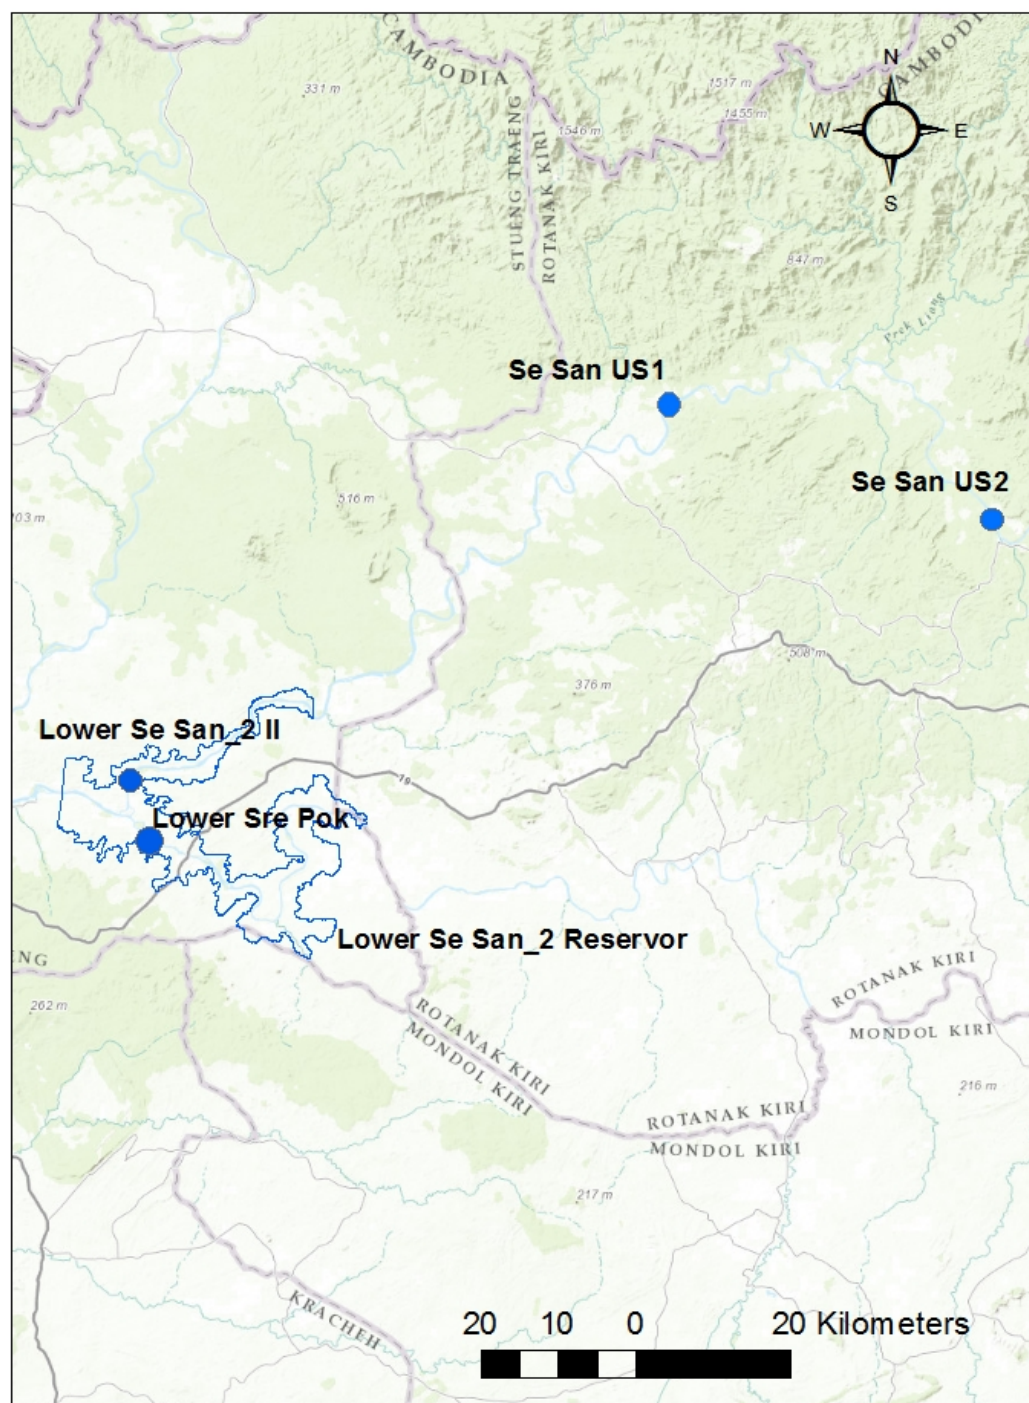 CAMBODIA
CAMBODI
N
W
E
S
331 m
1517 m
1455 m
1546 m
STUENG TRAENG
ROTANAK KIRI
847 m
Prek Liang
Se San US1
Se San US2
516 m
03 m
508 m
376 m
Lower Se San_2 II
19
Lower Sre Pok
Lower Se San_2 Reservor
NG
262 m
ROTANAK KIRI
MONDOL KIRI
ROTANAK KIRI
MONDOL KIRI
216 m
ROTANAK KIRI
MONDOL KIRI
217 m
KRACHEH
20 10 0 20 Kilometers